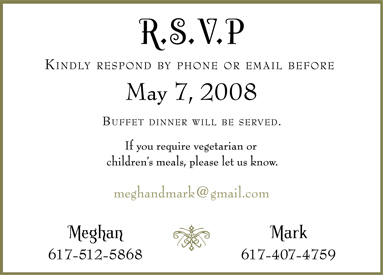 R.S.V.P
Kindly respond by phone or email before
May 7, 2008
Buffet dinner will be served.
If you require vegetarian or
children's meals, please let us know.
meghandmark@gmail.com
Meghan Mark
617-512-5868 617-407-4759